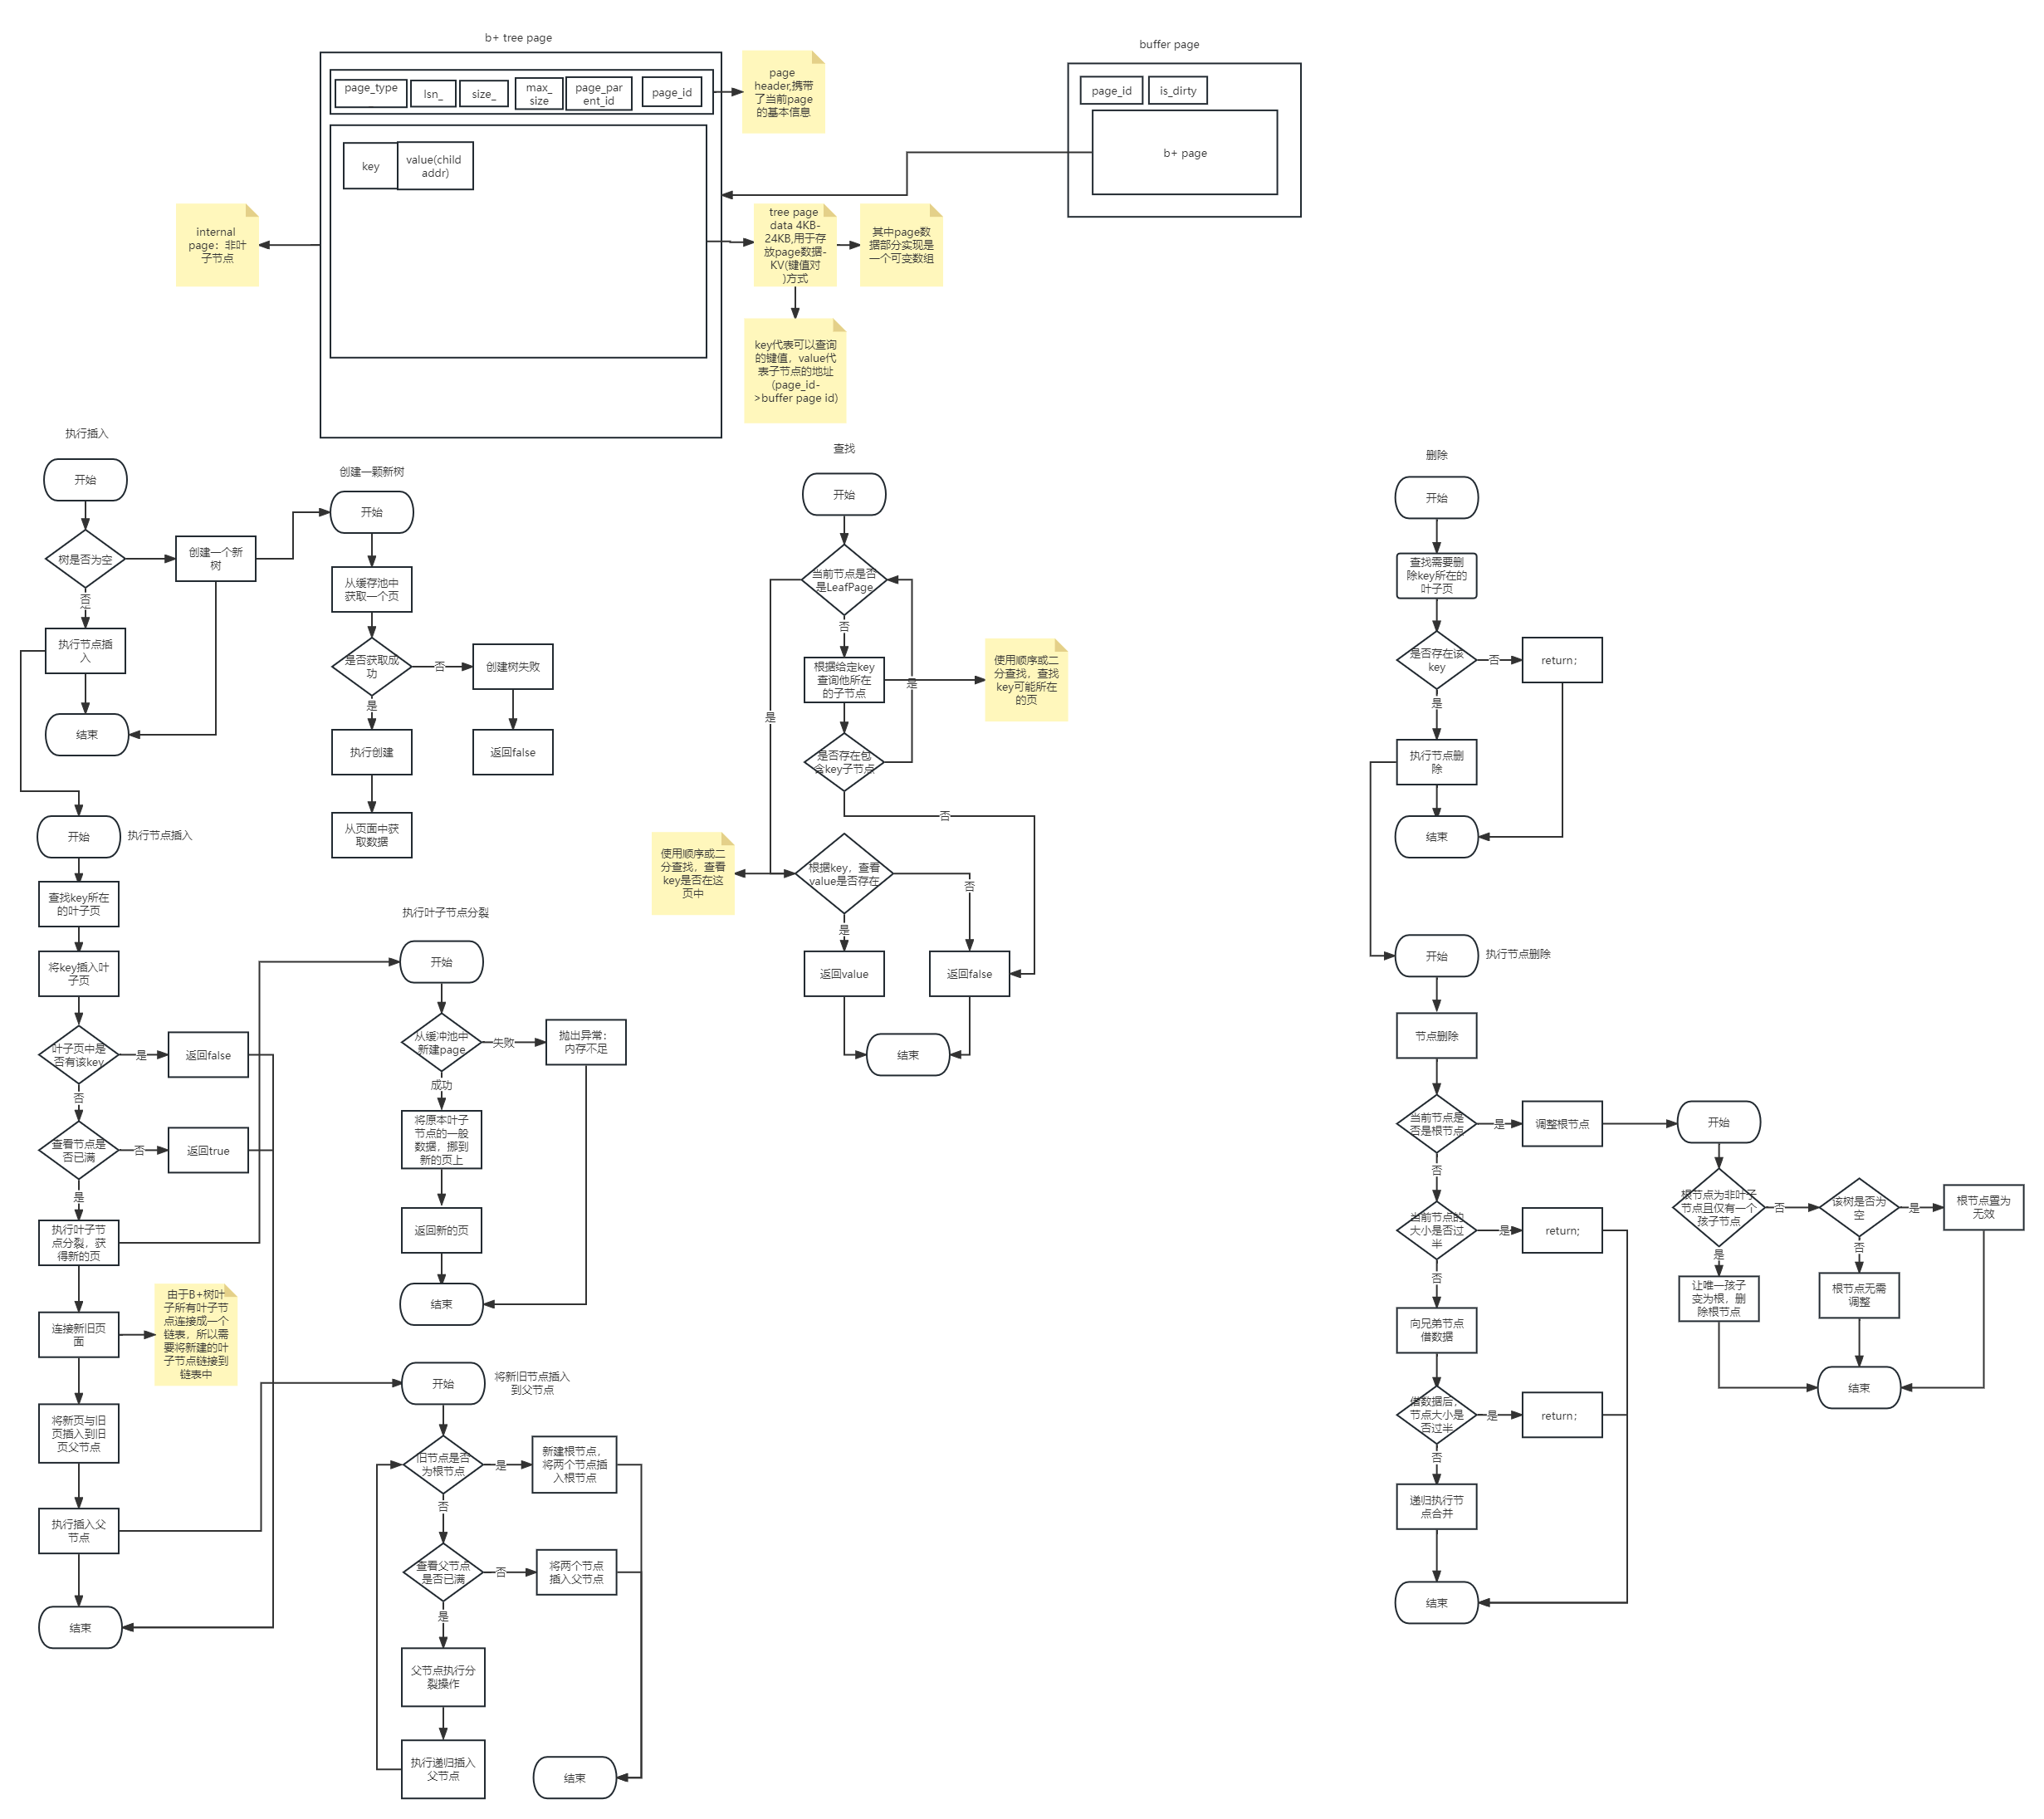 b+ tree page
page_type
_
lsn_
size_
max_
size
page_par
ent_id
page_id
page
header,携带
了当前page
的基本信息
key
value(child
addr)
internal
page：非叶
子节点
tree page
data 4KB-
24KB,用于存
放page数据-
KV(键值对
)方式
其中page数
据部分实现是
一个可变数组
key代表可以查询
的键值，value代
表子节点的地址
(page_id-
>buffer page id)
buffer page
page_id
is_dirty
b+ page
执行插入
开始
树是否为空
创建一个新
树
否
执行节点插
入
结束
创建一颗新树
开始
从缓存池中
获取一个页
是否获取成
功
否
创建树失败
返回false
是
执行创建
从页面中获
取数据
开始
执行节点插入
查找key所在
的叶子页
将key插入叶
子页
叶子页中是
否有该key
是
返回false
否
查看节点是
否已满
否
返回true
是
执行叶子节
点分裂，获
得新的页
连接新旧页
面
由于B+树叶
子所有叶子节
点连接成一个
链表，所以需
要将新建的叶
子节点链接到
链表中
将新页与旧
页插入到旧
页父节点
执行插入父
节点
结束
执行叶子节点分裂
开始
从缓冲池中
新建page
失败
抛出异常：
内存不足
成功
将原本叶子
节点的一般
数据，挪到
新的页上
返回新的页
结束
开始
将新旧节点插入
到父节点
旧节点是否
为根节点
是
新建根节点，
将两个节点插
入根节点
否
查看父节点
是否已满
否
将两个节点
插入父节点
是
父节点执行分
裂操作
执行递归插入
父节点
结束
查找
开始
当前节点是否
是LeafPage
否
根据给定key
查询他所在
的子节点
使用顺序或二
分查找，查找
key可能所在
的页
是
是
是否存在包
含key子节点
否
使用顺序或二
分查找，查看
key是否在这
页中
根据key，查看
value是否存在
否
是
返回value
返回false
结束
删除
开始
查找需要删
除key所在的
叶子页
是否存在该
key
否
return；
是
执行节点删
除
结束
开始
执行节点删除
节点删除
当前节点是
否是根节点
是
调整根节点
否
当前节点的
大小是否过
半
是
return;
否
向兄弟节点
借数据
借数据后，
节点大小是
否过半
是
return；
否
递归执行节
点合并
结束
开始
根节点为非叶子
节点且仅有一个
孩子节点
否
该树是否为
空
是
根节点置为
无效
是
让唯一孩子
变为根，删
除根节点
否
根节点无需
调整
结束